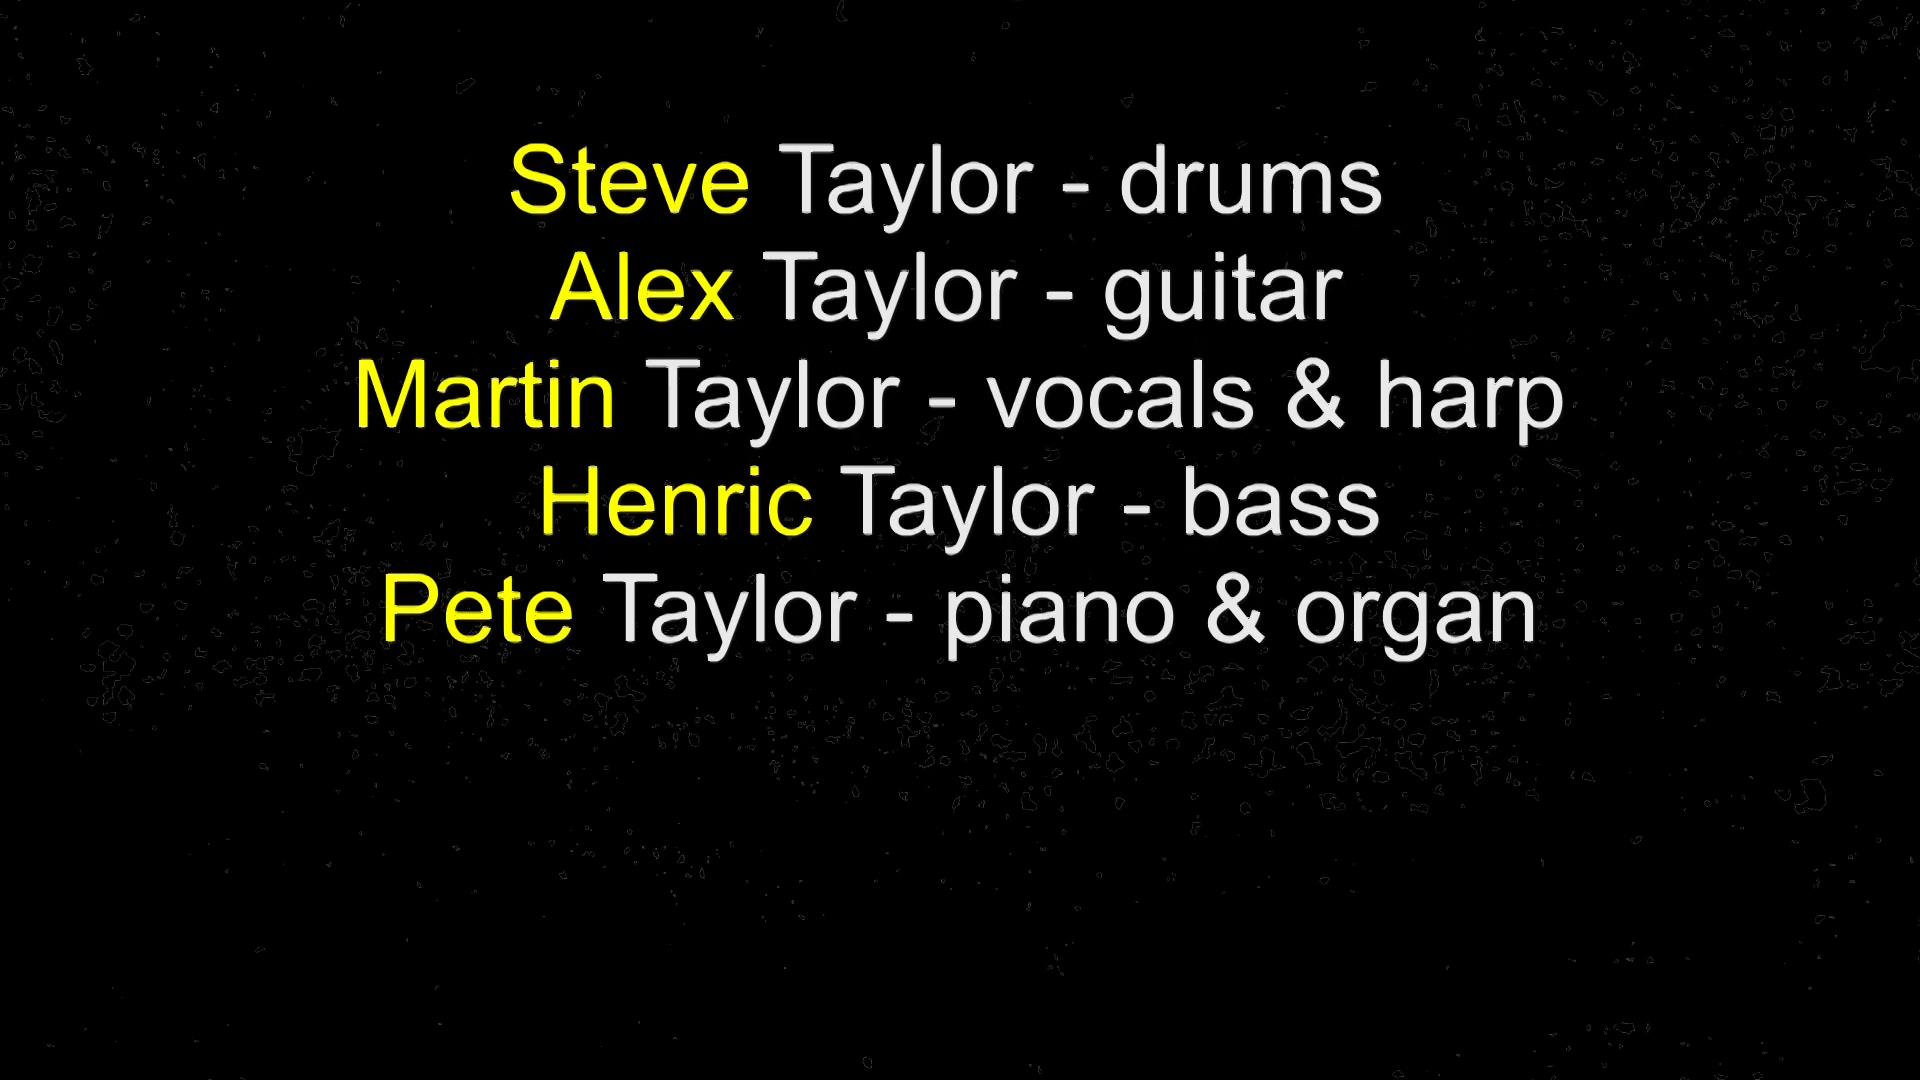 Steve Taylor - drums
Alex Taylor - guitar
Martin Taylor - vocals & harp
Henric Taylor - bass
Pete Taylor - piano & organ